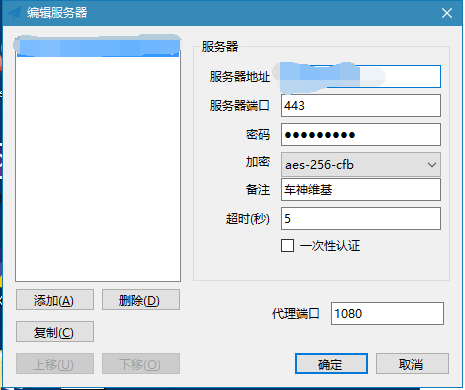 编辑服务器
服务器
服务器地址
服务器端口 443
密码 ●●●●●●●●●
加密 aes-256-cfb
备注 车神维基
超时(秒) 5
一次性认证
添加(A) 删除(D)
复制(C)
代理端口 1080
上移(U) 下移(O)
确定 取消